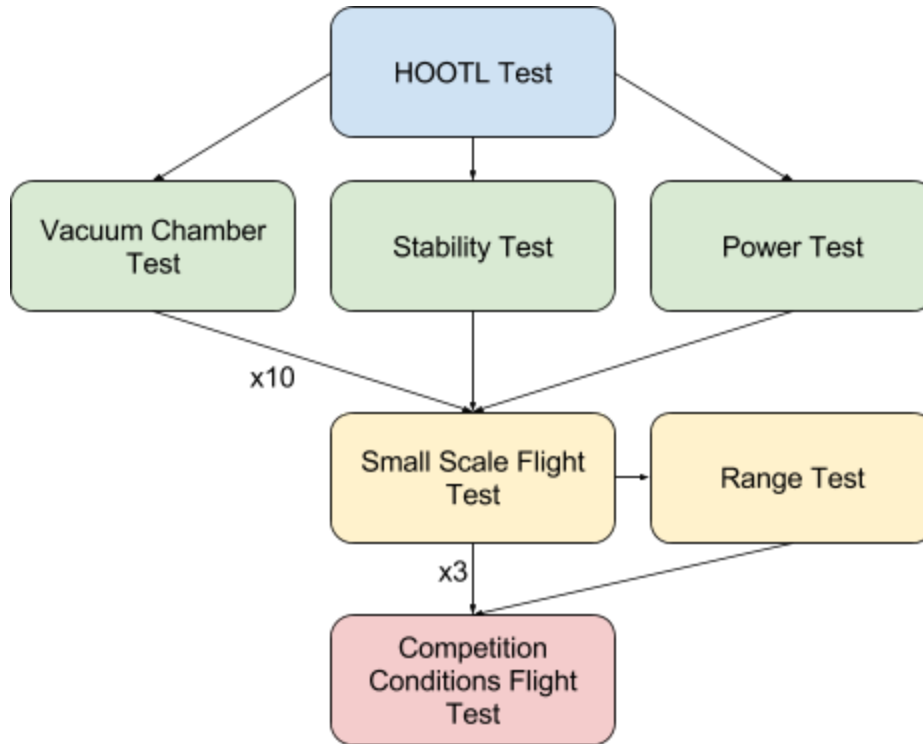 HOOTL Test
Vacuum Chamber
Test
Stability Test
Power Test
x10
Small Scale Flight
Test
Range Test
x3
Competition
Conditions Flight
Test